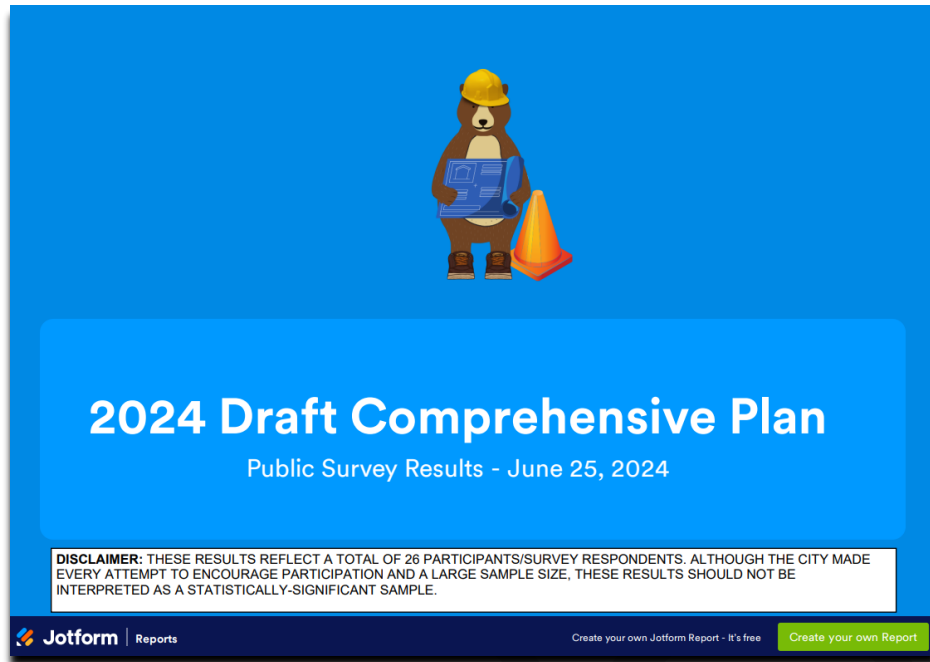 2024 Draft Comprehensive Plan
Public Survey Results - June 25, 2024
DISCLAIMER: THESE RESULTS REFLECT A TOTAL OF 26 PARTICIPANTS/SURVEY RESPONDENTS. ALTHOUGH THE CITY MADE
EVERY ATTEMPT TO ENCOURAGE PARTICIPATION AND A LARGE SAMPLE SIZE, THESE RESULTS SHOULD NOT BE
INTERPRETED AS A STATISTICALLY-SIGNIFICANT SAMPLE.
Jotform Reports
Create your own Jotform Report - It's free
Create your own Report